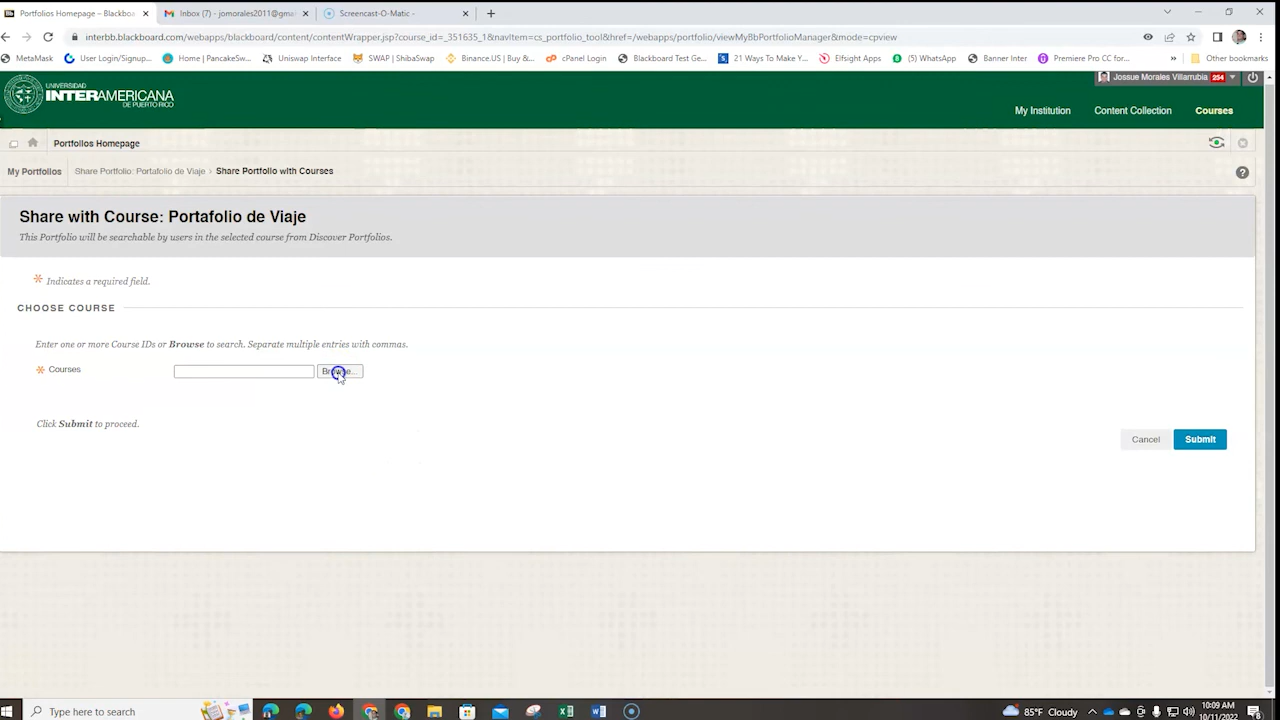 Portfolios Homepage – Blackboa
Inbox (7) - jomorales2011@gma
Screencast-O-Matic -
interbb.blackboard.com/webapps/blackboard/content/contentWrapper.jsp?course_id=_351635_1&navItem=cs_portfolio_tool&href=/webapps/portfolio/viewMyBbPortfolioManager&mode=cpview
MetaMask
User Login/Signup...
Home | PancakeSw...
Uniswap Interface
SWAP | ShibaSwap
Binance.US | Buy &...
cPanel Login
Blackboard Test Ge...
21 Ways To Make Y...
Elfsight Apps
(5) WhatsApp
Banner Inter
Premiere Pro CC for...
»
Other bookmarks
UNIVERSIDAD
INTERAMERICANA
DE PUERTO RICO
Jossue Morales Villarrubia 254
My Institution
Content Collection
Courses
Portfolios Homepage
My Portfolios
Share Portfolio: Portafolio de Viaje > Share Portfolio with Courses
Share with Course: Portafolio de Viaje
This Portfolio will be searchable by users in the selected course from Discover Portfolios.
Indicates a required field.
CHOOSE COURSE
Enter one or more Course IDs or Browse to search. Separate multiple entries with commas.
Courses
Browse...
Click Submit to proceed.
Cancel
Submit
Type here to search
85°F Cloudy
10:09 AM
10/11/2022